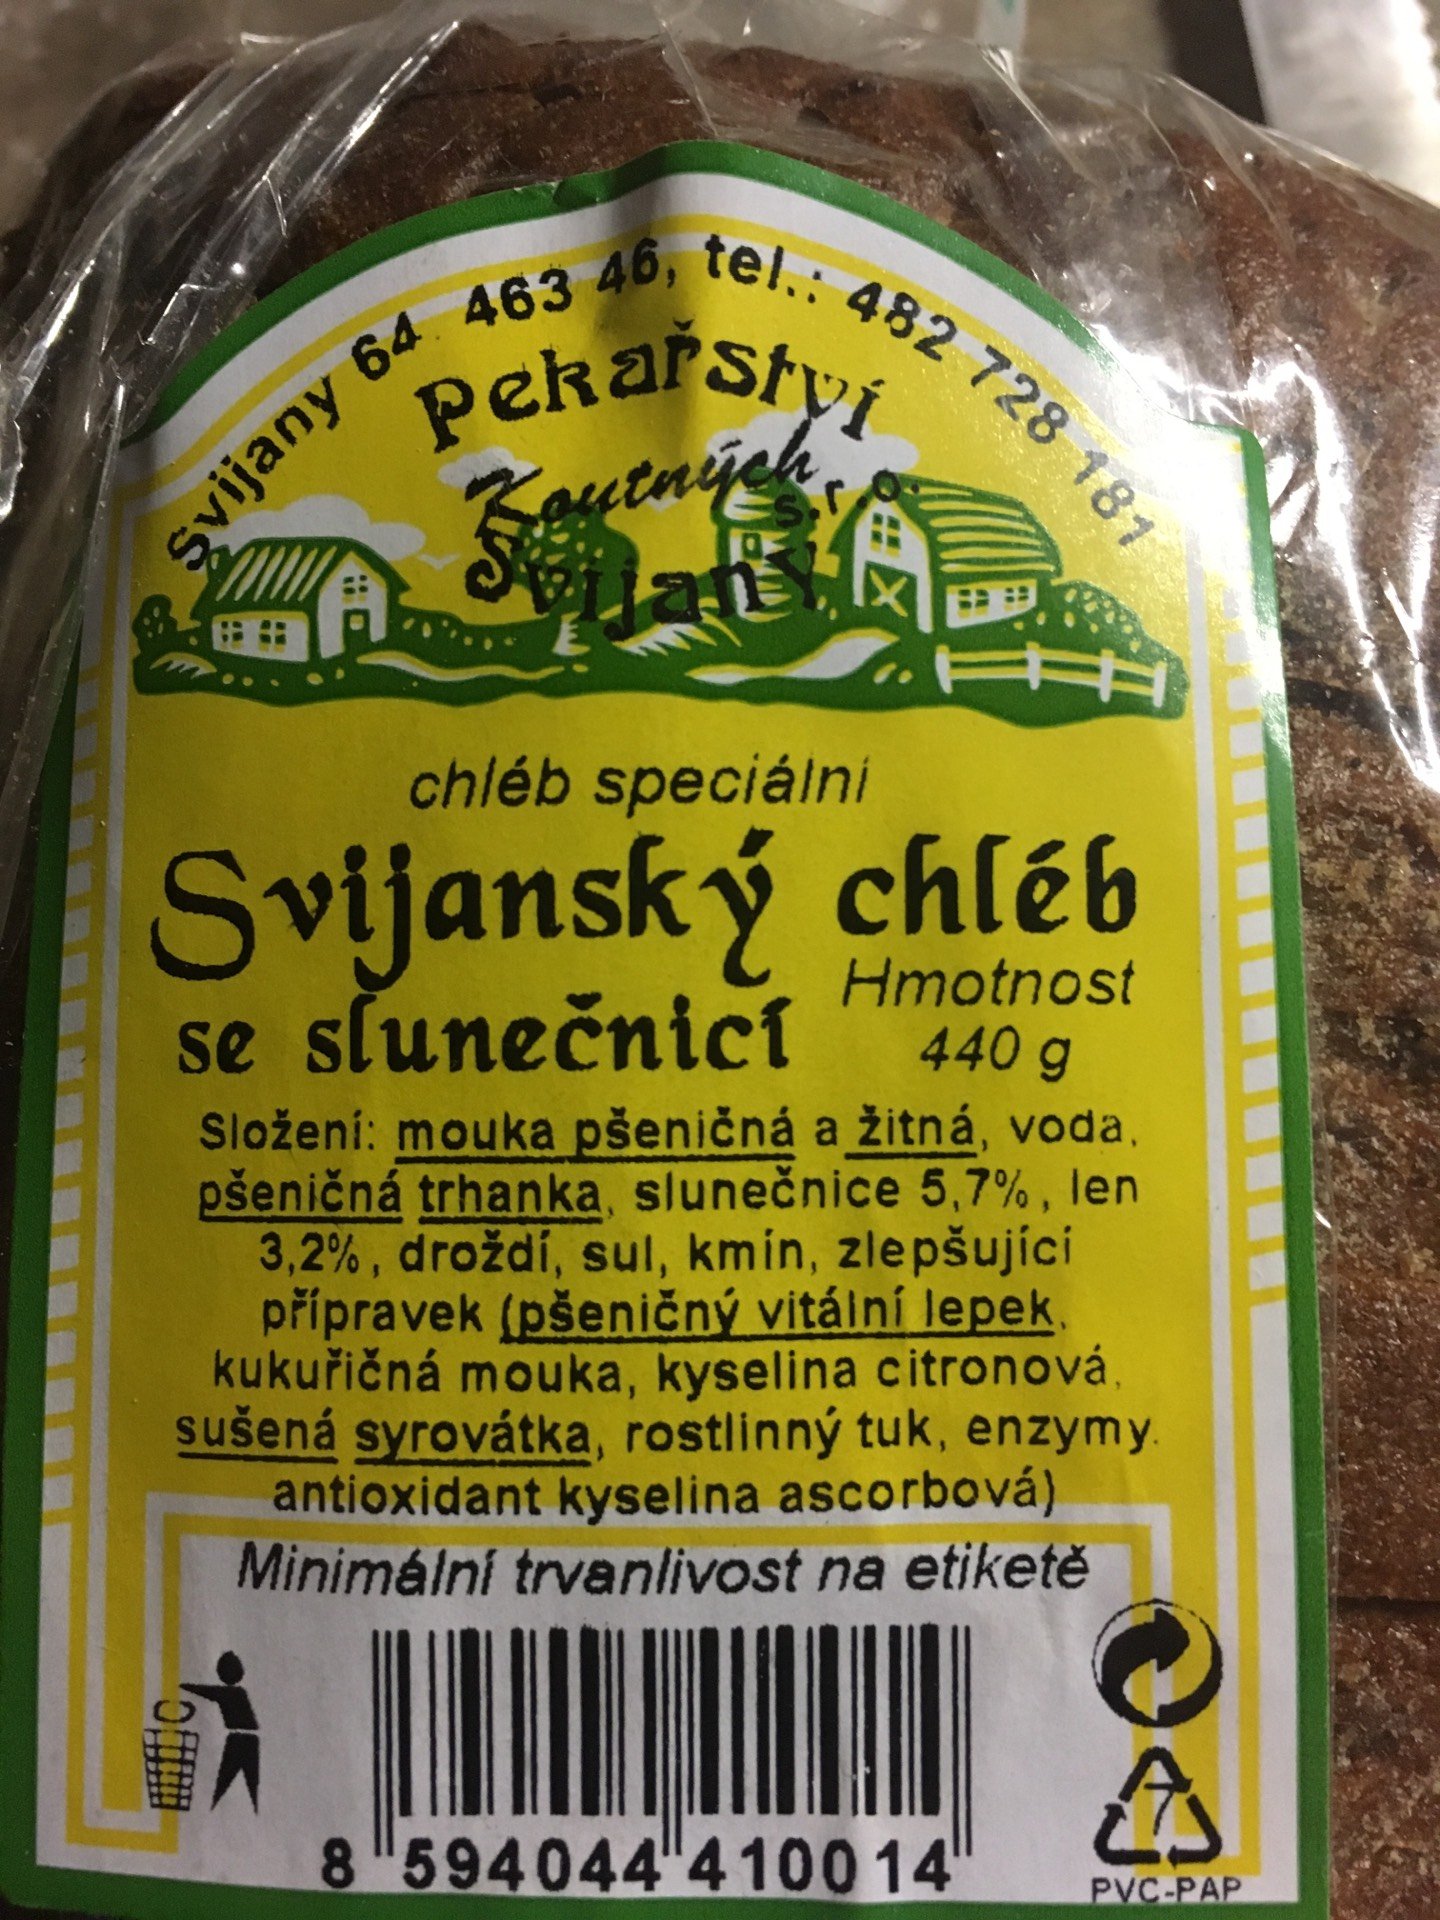 Svijany 64 463 46, tel.: 482 728 181
Pekařství
Koutných
s.r.o.
Svijany
chléb speciální
Svijanský chléb
se slunečnicí
Hmotnost
440 g
Složení: mouka pšeničná a žitná, voda,
pšeničná trhanka, slunečnice 5,7%, len
3,2%, droždí, sul, kmín, zlepšující
přípravek (pšeničný vitální lepek,
kukuřičná mouka, kyselina citronová,
sušená syrovátka, rostlinný tuk, enzymy,
antioxidant kyselina ascorbová)
Minimální trvanlivost na etiketě
8 594044 410014
7
PVC-PAP